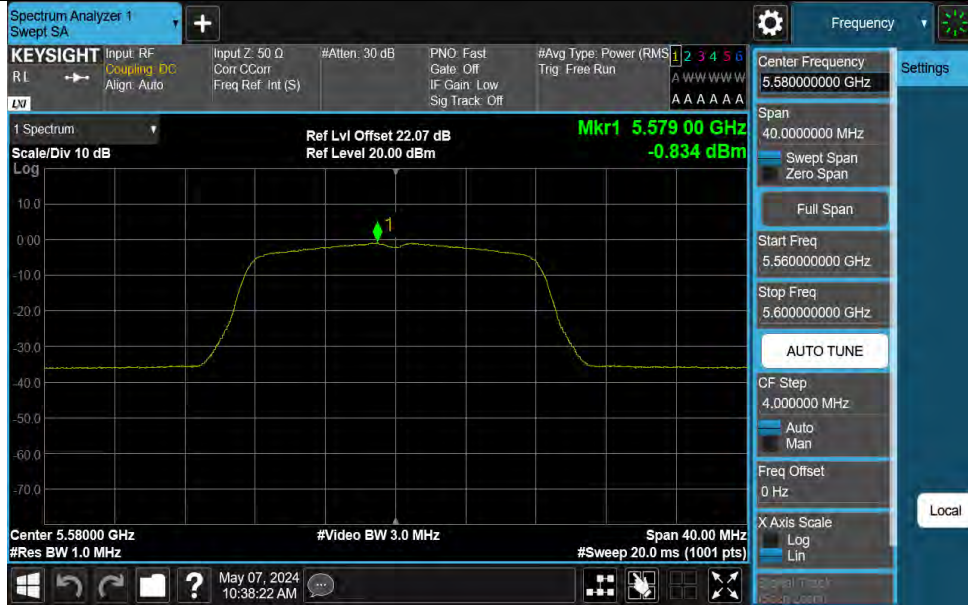 Spectrum Analyzer 1
Swept SA
+
Frequency
KEYSIGHT
RL
LXI
Input: RF
Coupling: DC
Align: Auto
Input Z: 50 Ω
Corr CCorr
Freq Ref: Int (S)
#Atten: 30 dB
PNO: Fast
Gate: Off
IF Gain: Low
Sig Track: Off
#Avg Type: Power (RMS
Trig: Free Run
1 2 3 4 5 6
A W W W W W
A A A A A A
1 Spectrum
Scale/Div 10 dB
Log
Ref Lvl Offset 22.07 dB
Ref Level 20.00 dBm
Mkr1 5.579 00 GHz
-0.834 dBm
10.0
0.00
-10.0
-20.0
-30.0
-40.0
-50.0
-60.0
-70.0
1
Center 5.58000 GHz
#Res BW 1.0 MHz
#Video BW 3.0 MHz
Span 40.00 MHz
#Sweep 20.0 ms (1001 pts)
Center Frequency
5.580000000 GHz
Settings
Span
40.0000000 MHz
Swept Span
Zero Span
Full Span
Start Freq
5.560000000 GHz
Stop Freq
5.600000000 GHz
AUTO TUNE
CF Step
4.000000 MHz
Auto
Man
Freq Offset
0 Hz
X Axis Scale
Log
Lin
Local
Signal Track
(Span Zoom)
?
May 07, 2024
10:38:22 AM